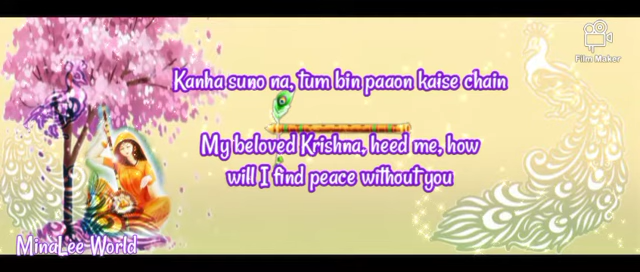 Film Maker
Kanha suno na, tum bin paaon kaise chain
My beloved Krishna, heed me, how
will I find peace without you
MinaLee World